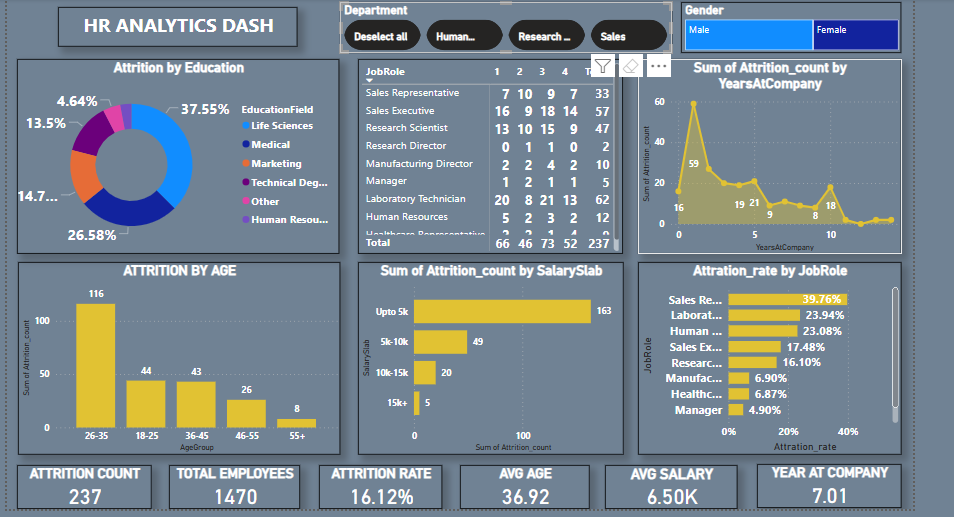 HR ANALYTICS DASH
Department
Deselect all
Human...
Research ...
Sales
Gender
Male
Female
Attrition by Education
4.64%
37.55%
13.5%
14.7...
26.58%
EducationField
Life Sciences
Medical
Marketing
Technical Deg...
Other
Human Resou...
JobRole 1 2 3 4
Sales Representative 7 10 9 7 33
Sales Executive 16 9 18 14 57
Research Scientist 13 10 15 9 47
Research Director 0 1 1 0 2
Manufacturing Director 2 2 4 2 10
Manager 1 2 1 1 5
Laboratory Technician 20 8 21 13 62
Human Resources 5 2 3 2 12
Healthcare Representative 2 2 1 4 9
Total 66 46 73 52 237
Sum of Attrition_count by
YearsAtCompany
Sum of Attrition_count
60
40
20
0
59
16
19
21
9
8
18
0 5 10
YearsAtCompany
ATTRITION BY AGE
Sum of Attrition_count
100
50
0
116
44
43
26
8
26-35 18-25 36-45 46-55 55+
AgeGroup
Sum of Attrition_count by SalarySlab
SalarySlab
Upto 5k 163
5k-10k 49
10k-15k 20
15k+ 5
0 100
Sum of Attrition_count
Attration_rate by JobRole
JobRole
Sales Re... 39.76%
Laborat... 23.94%
Human ... 23.08%
Sales Ex... 17.48%
Researc... 16.10%
Manufac... 6.90%
Healthc... 6.87%
Manager 4.90%
0% 20% 40%
Attration_rate
ATTRITION COUNT
237
TOTAL EMPLOYEES
1470
ATTRITION RATE
16.12%
AVG AGE
36.92
AVG SALARY
6.50K
YEAR AT COMPANY
7.01